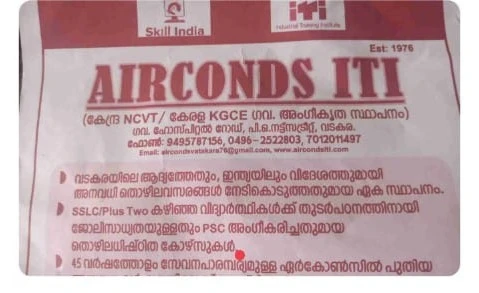 Skill India
iTi
Industrial Training Institute
Est: 1976
AIRCONDS ITI
(കേന്ദ്ര NCVT/ കേരള KGCE ഗവ. അംഗീകൃത സ്ഥാപനം)
ഗവ. ഹോസ്പിറ്റൽ റോഡ്, പി.ഒ.നട്ട്സ്ട്രീറ്റ്, വടകര.
ഫോൺ: 9495787156, 0496-2522803, 7012011497
Email: aircondsvatakara76@gmail.com, www.aircondsiti.com
വടകരയിലെ ആദ്യത്തേതും, ഇന്ത്യയിലും വിദേശത്തുമായി
അനവധി തൊഴിലവസരങ്ങൾ നേടികൊടുത്തതുമായ ഏക സ്ഥാപനം.
SSLC/Plus Two കഴിഞ്ഞ വിദ്യാർത്ഥികൾക്ക് തുടർപഠനത്തിനായി
ജോലിസാധ്യതയുള്ളതും PSC അംഗീകരിച്ചതുമായ
തൊഴിലധിഷ്ഠിത കോഴ്സുകൾ.
45 വർഷത്തോളം സേവനപാരമ്പര്യമുള്ള ഏർകോൺസിൽ പുതിയ